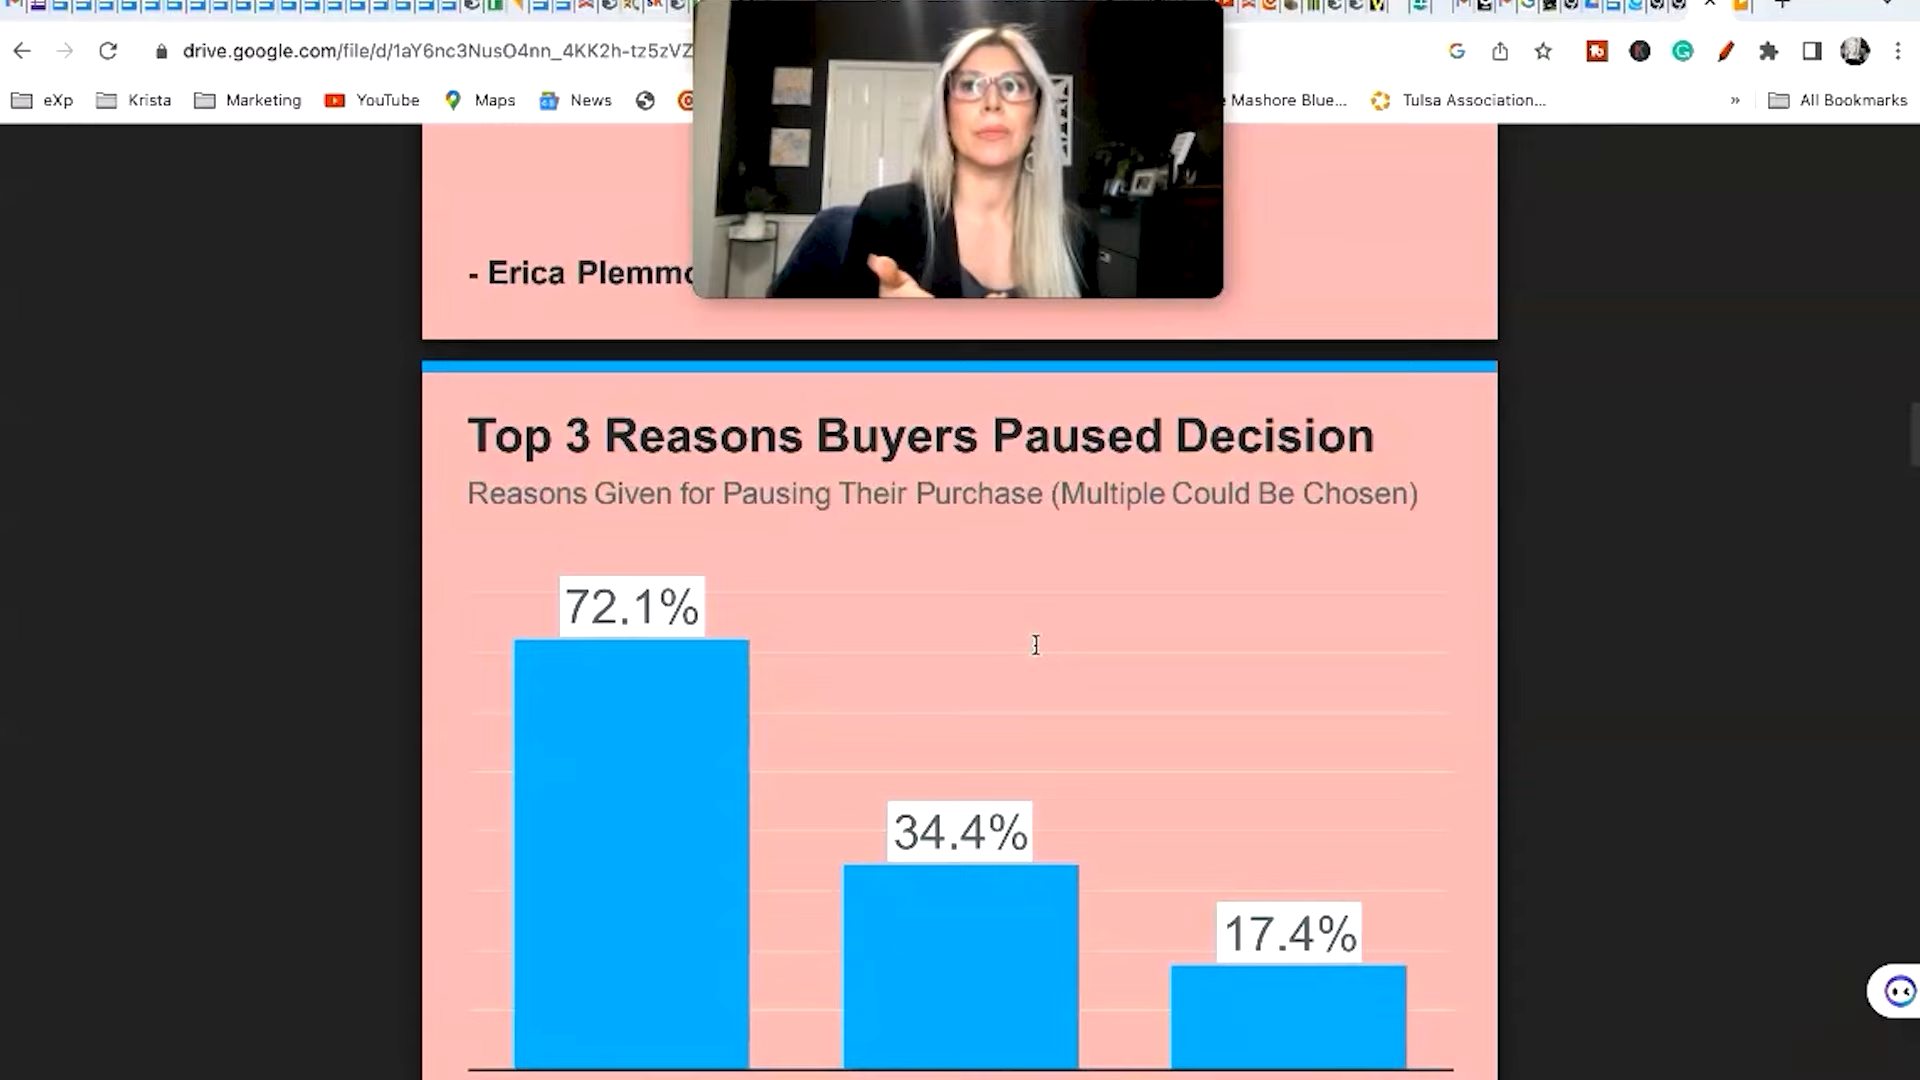 drive.google.com/file/d/1aY6nc3NusO4nn_4KK2h-tz5zVZ
eXp Krista Marketing YouTube Maps News Mashore Blue... Tulsa Association... » All Bookmarks
- Erica Plemmo
Top 3 Reasons Buyers Paused Decision
Reasons Given for Pausing Their Purchase (Multiple Could Be Chosen)
72.1%
34.4%
17.4%